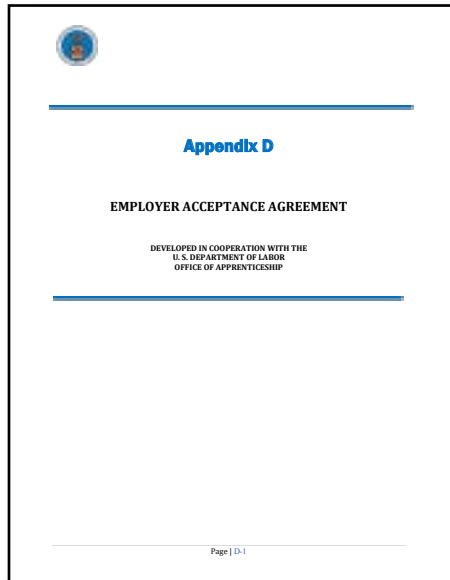 Appendix D
EMPLOYER ACCEPTANCE AGREEMENT
DEVELOPED IN COOPERATION WITH THE
U. S. DEPARTMENT OF LABOR
OFFICE OF APPRENTICESHIP
Page | D-1